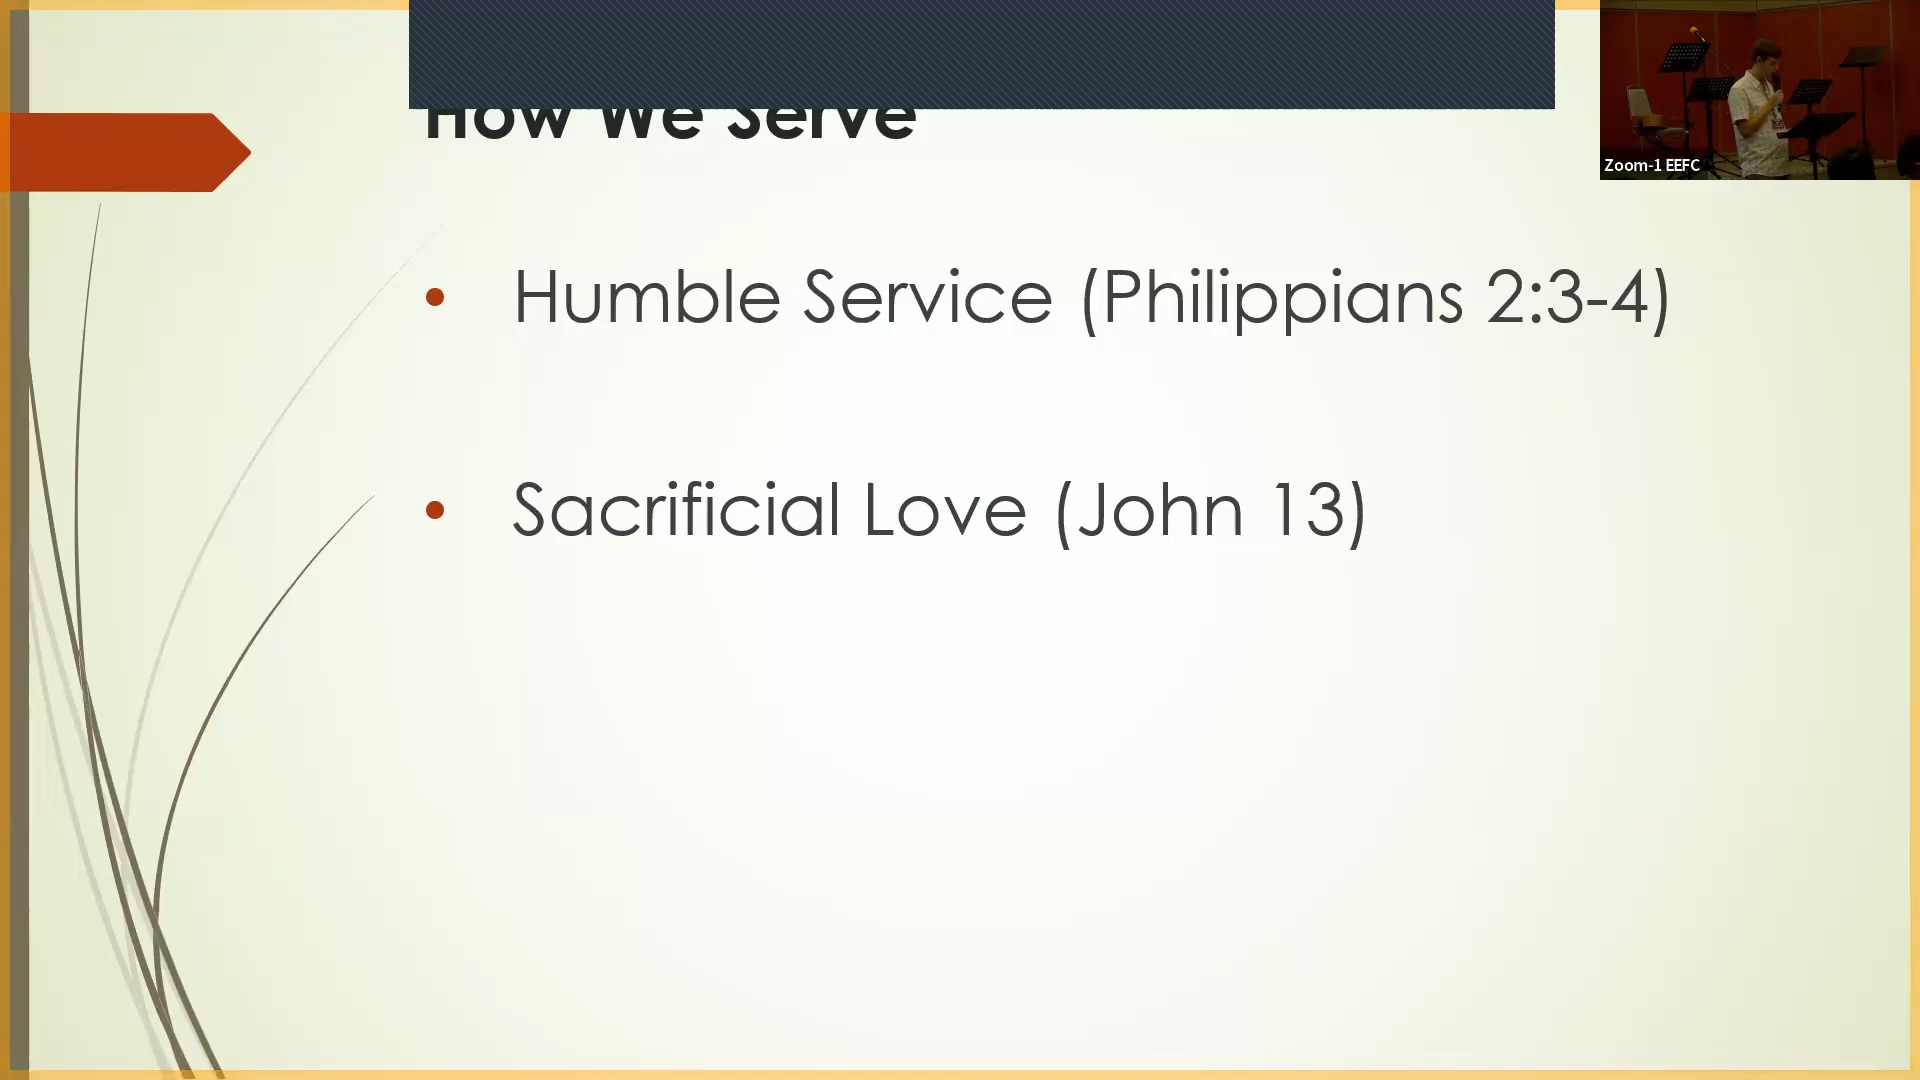 How We Serve
Zoom-1 EEFC
• Humble Service (Philippians 2:3-4)
• Sacrificial Love (John 13)